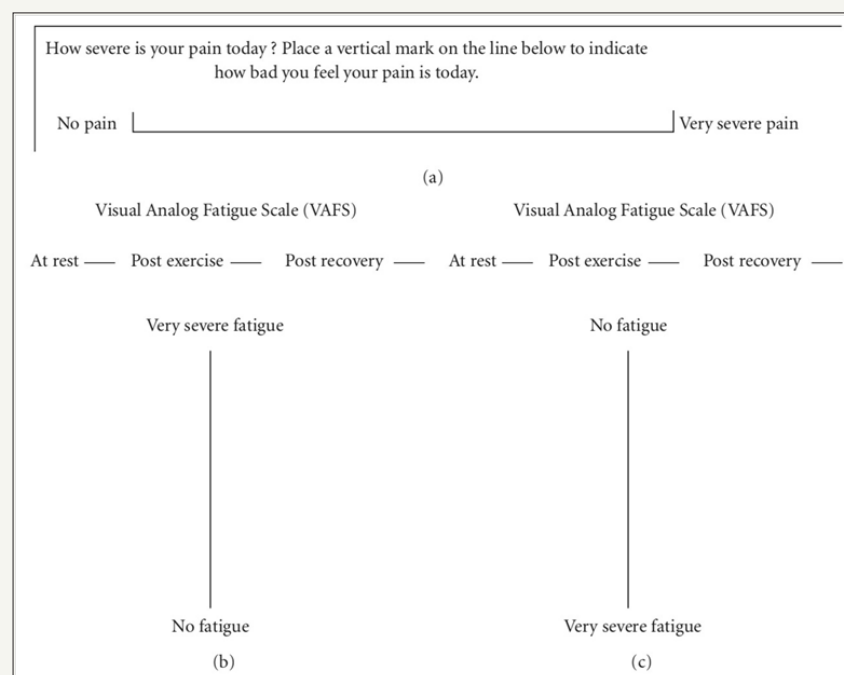 How severe is your pain today ? Place a vertical mark on the line below to indicate
how bad you feel your pain is today.
No pain
Very severe pain
(a)
Visual Analog Fatigue Scale (VAFS)
At rest — Post exercise — Post recovery —
Very severe fatigue
No fatigue
(b)
Visual Analog Fatigue Scale (VAFS)
At rest — Post exercise — Post recovery —
No fatigue
Very severe fatigue
(c)